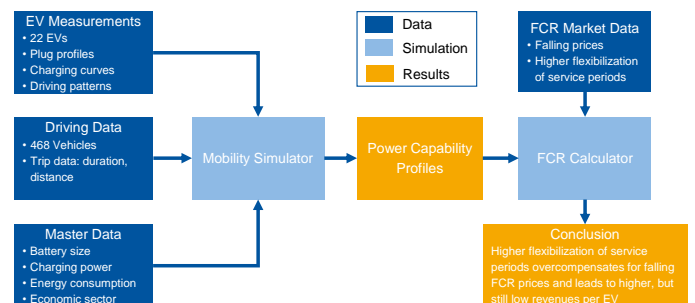 EV Measurements
• 22 EVs
• Plug profiles
• Charging curves
• Driving patterns
Data
Simulation
Results
FCR Market Data
• Falling prices
• Higher flexibilization
of service periods
Driving Data
• 468 Vehicles
• Trip data: duration,
distance
Mobility Simulator
Power Capability
Profiles
FCR Calculator
Master Data
• Battery size
• Charging power
• Energy consumption
• Economic sector
Conclusion
Higher flexibilization of service
periods overcompensates for falling
FCR prices and leads to higher, but
still low revenues per EV